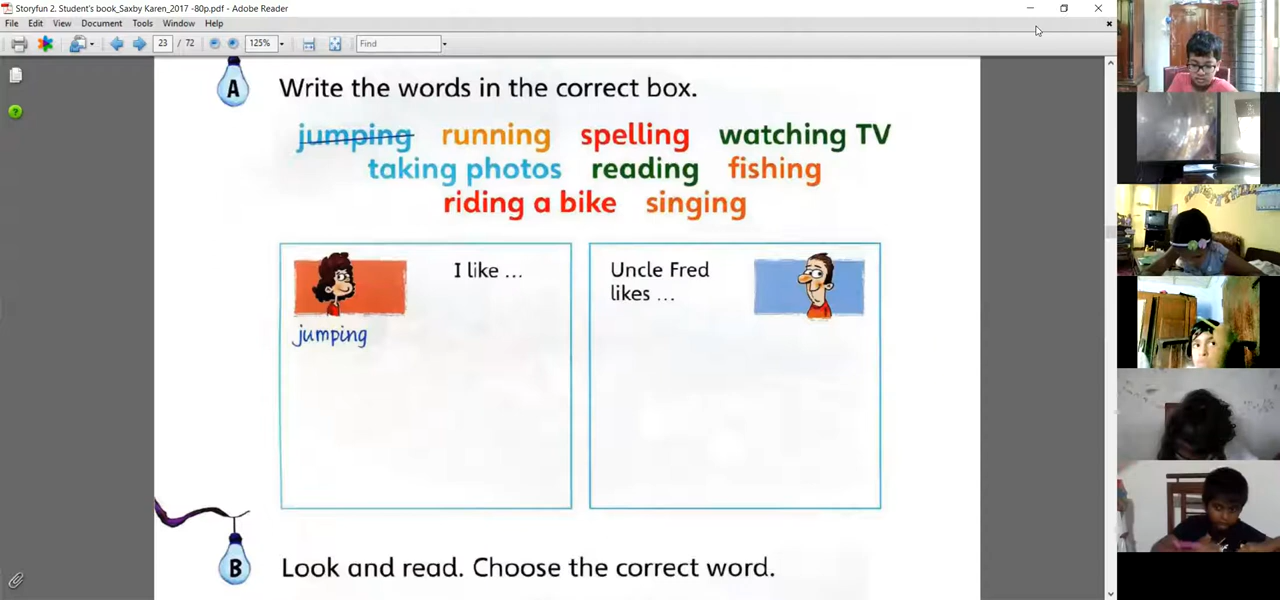 Storyfun 2. Student's book_Saxby Karen_2017 -80p.pdf - Adobe Reader
File Edit View Document Tools Window Help
23 / 72 125% Find
A Write the words in the correct box.
jumping running spelling watching TV
taking photos reading fishing
riding a bike singing
I like ... Uncle Fred
likes ...
jumping
B Look and read. Choose the correct word.